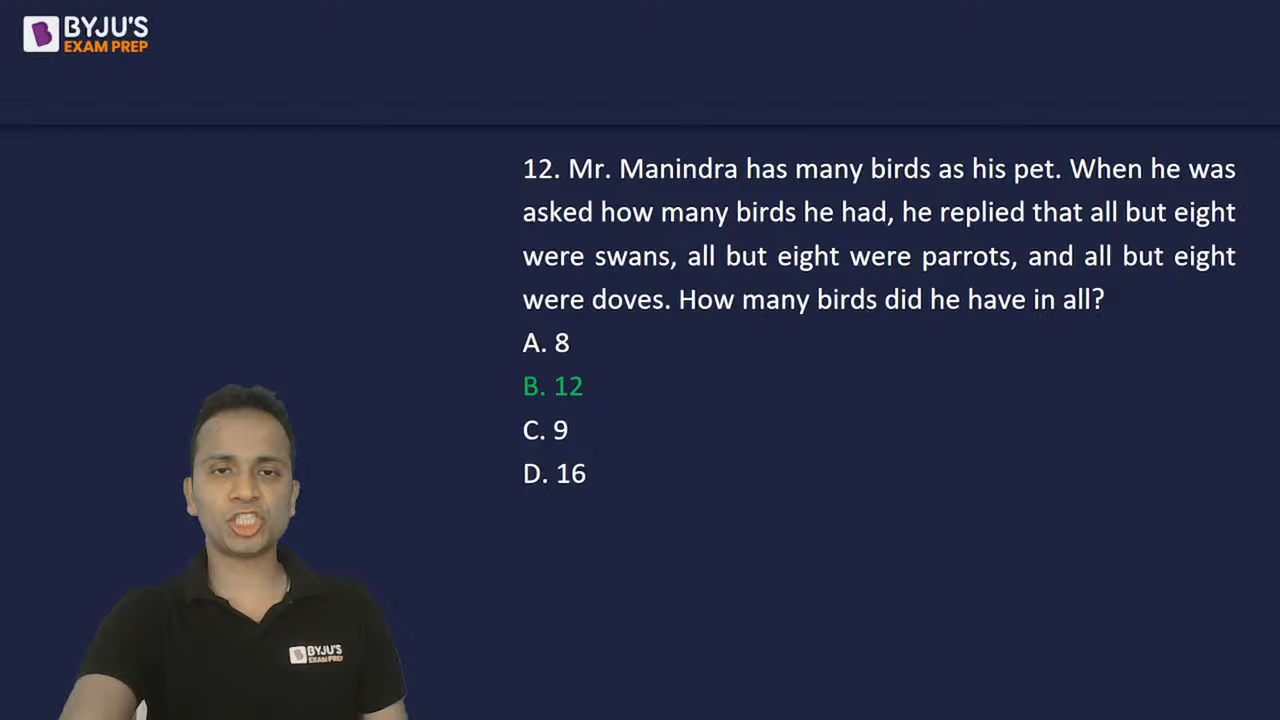 BYJU'S
EXAM PREP
12. Mr. Manindra has many birds as his pet. When he was
asked how many birds he had, he replied that all but eight
were swans, all but eight were parrots, and all but eight
were doves. How many birds did he have in all?
A. 8
B. 12
C. 9
D. 16
BYJU'S
EXAM PREP